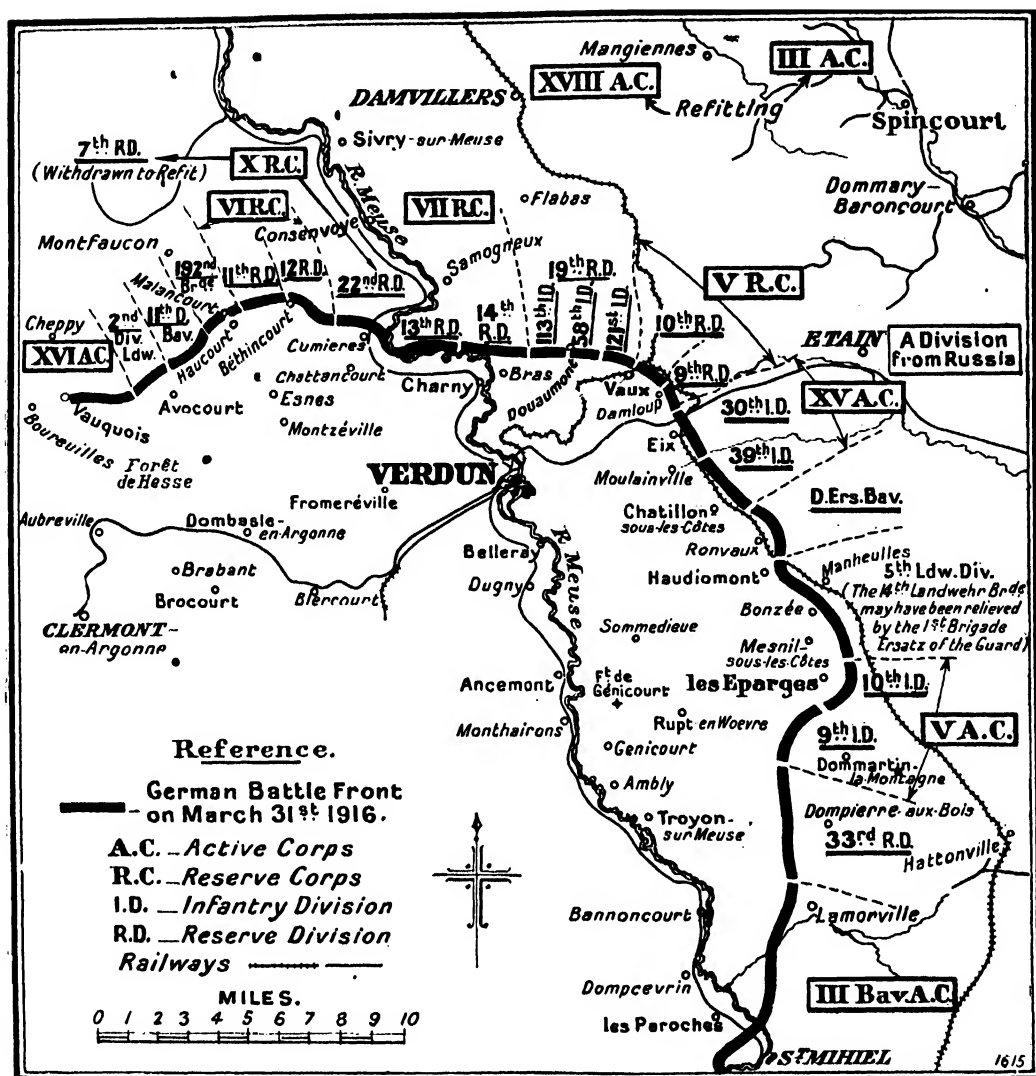 Mangiennes
III A.C.
XVIII A.C.
Refitting
DAMVILLERS
Spincourt
Sivry-sur-Meuse
7th R.D.
(Withdrawn to Refit)
X R.C.
R. Meuse
Dommary-
Baroncourt
VI R.C.
VII R.C.
Flabas
Consenvoye
Montfaucon
192nd
Brde
11th R.D.
12 R.D.
22nd R.D.
Samogneux
19th R.D.
V R.C.
Malancourt
Cheppy
2nd
Div.
Ldw.
11th D.
Bav.
13th R.D.
14th
R.D.
113th I.D.
58th I.D.
121st I.D.
10th R.D.
ETAIN
A Division
from Russia
XVI A.C.
Haucourt
Béthincourt
Cumieres
9th R.D.
Chattancourt
Charny
Bras
Douaumont
Vaux
Damloup
XV A.C.
30th I.D.
Vauquois
Avocourt
Esnes
Boureuilles
Montzéville
Eix
39th I.D.
Forêt
de Hesse
VERDUN
Moulainville
Fromeréville
D. Ers. Bav.
Chatillon
sous-les-Côtes
Aubreville
Dombasle-
en-Argonne
Ronvaux
Belleray
R. Meuse
Haudiomont
Manheulles
Brabant
Dugny
5th Ldw. Div.
(The 14th Landwehr Brde
may have been relieved
by the 1st Brigade
Ersatz of the Guard)
Brocourt
Blercourt
Bonzée
CLERMONT-
en-Argonne
Sommedieue
Mesnil-
sous-les-Côtes
Ancemont
Ft de
Génicourt
les Eparges
10th I.D.
Monthairons
Rupt en Woevre
V A.C.
Genicourt
9th I.D.
Dommartin-
la-Montagne
Ambly
Dompierre-aux-Bois
Troyon-
sur Meuse
33rd R.D.
Hattonville
Bannoncourt
Lamorville
Dompcevrin
III Bav. A.C.
les Paroches
ST MIHIEL
Reference.
German Battle Front
on March 31st 1916.
A.C. _ Active Corps
R.C. _ Reserve Corps
I.D. _ Infantry Division
R.D. _ Reserve Division
Railways
MILES.
0 1 2 3 4 5 6 7 8 9 10
1615